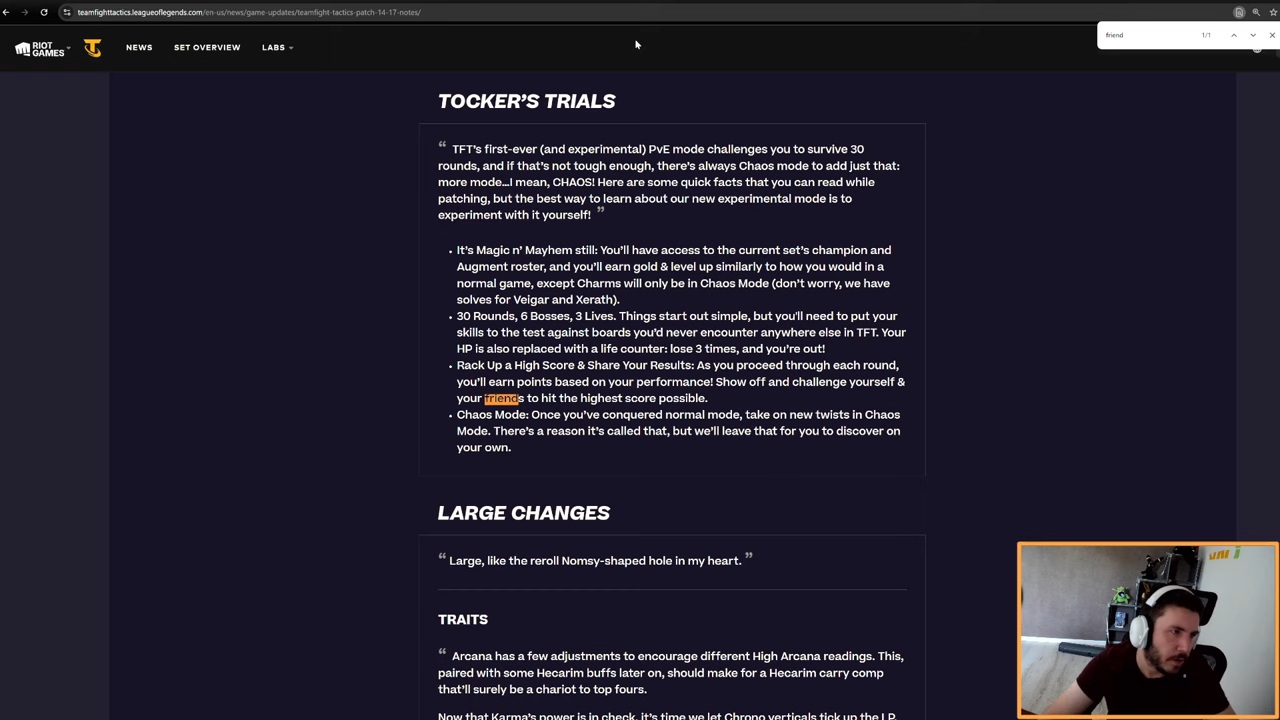 teamfighttactics.leagueoflegends.com/en-us/news/game-updates/teamfight-tactics-patch-14-17-notes/
friend
1/1
RIOT
GAMES
NEWS
SET OVERVIEW
LABS
TOCKER'S TRIALS
“ TFT's first-ever (and experimental) PvE mode challenges you to survive 30
rounds, and if that's not tough enough, there's always Chaos mode to add just that:
more mode…I mean, CHAOS! Here are some quick facts that you can read while
patching, but the best way to learn about our new experimental mode is to
experiment with it yourself! ”
• It's Magic n' Mayhem still: You'll have access to the current set's champion and
Augment roster, and you'll earn gold & level up similarly to how you would in a
normal game, except Charms will only be in Chaos Mode (don't worry, we have
solves for Veigar and Xerath).
• 30 Rounds, 6 Bosses, 3 Lives. Things start out simple, but you'll need to put your
skills to the test against boards you'd never encounter anywhere else in TFT. Your
HP is also replaced with a life counter: lose 3 times, and you're out!
• Rack Up a High Score & Share Your Results: As you proceed through each round,
you'll earn points based on your performance! Show off and challenge yourself &
your friends to hit the highest score possible.
• Chaos Mode: Once you've conquered normal mode, take on new twists in Chaos
Mode. There's a reason it's called that, but we'll leave that for you to discover on
your own.
LARGE CHANGES
“ Large, like the reroll Nomsy-shaped hole in my heart. ”
TRAITS
“ Arcana has a few adjustments to encourage different High Arcana readings. This,
paired with some Hecarim buffs later on, should make for a Hecarim carry comp
that'll surely be a chariot to top fours.
Now that Karma's power is in check, it's time we let Chrono verticals tick up the LP.